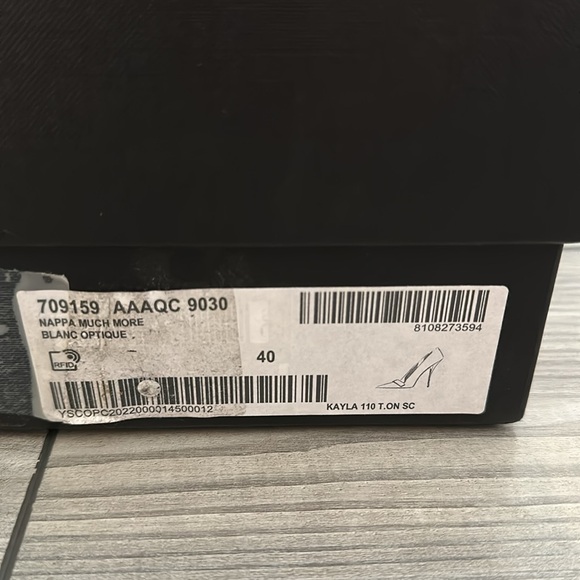 709159 AAAQC 9030
NAPPA MUCH MORE
BLANC OPTIQUE
8108273594
40
RFID
YSCOPC2022000014500012
KAYLA 110 T.ON SC